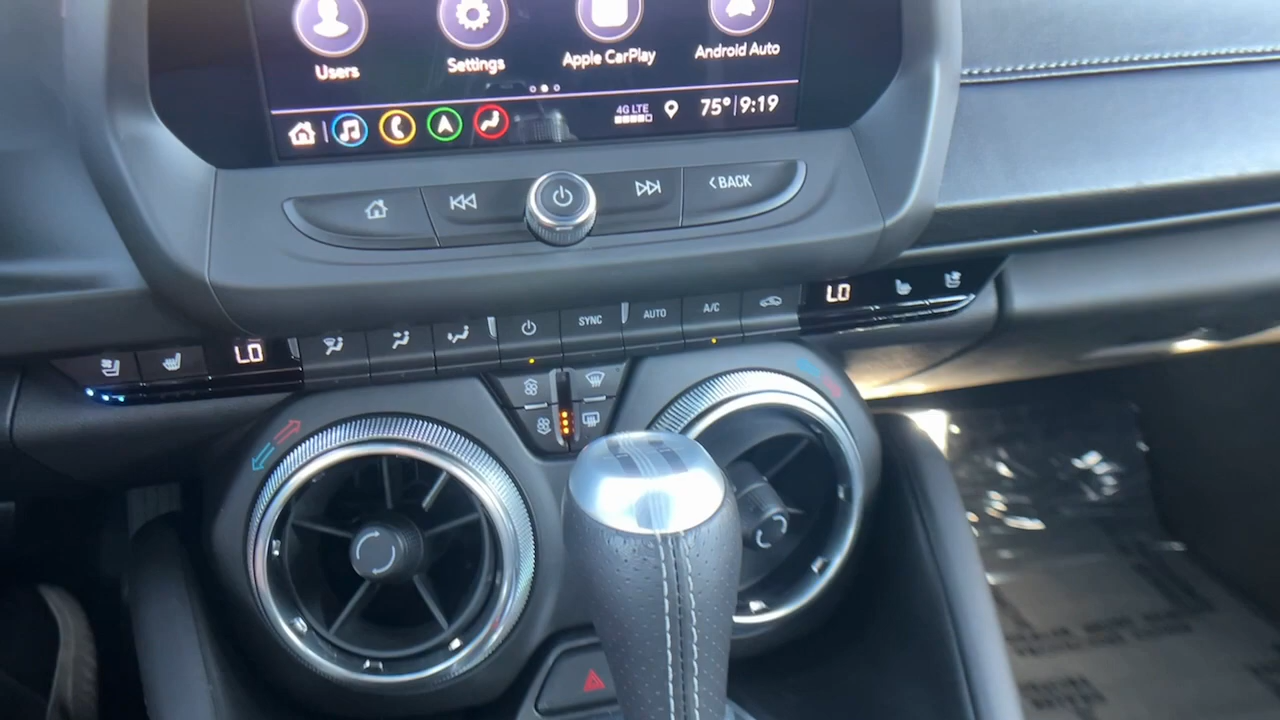 Users
Settings
Apple CarPlay
Android Auto
4G LTE
75° 9:19
BACK
LO
SYNC
AUTO
A/C
LO